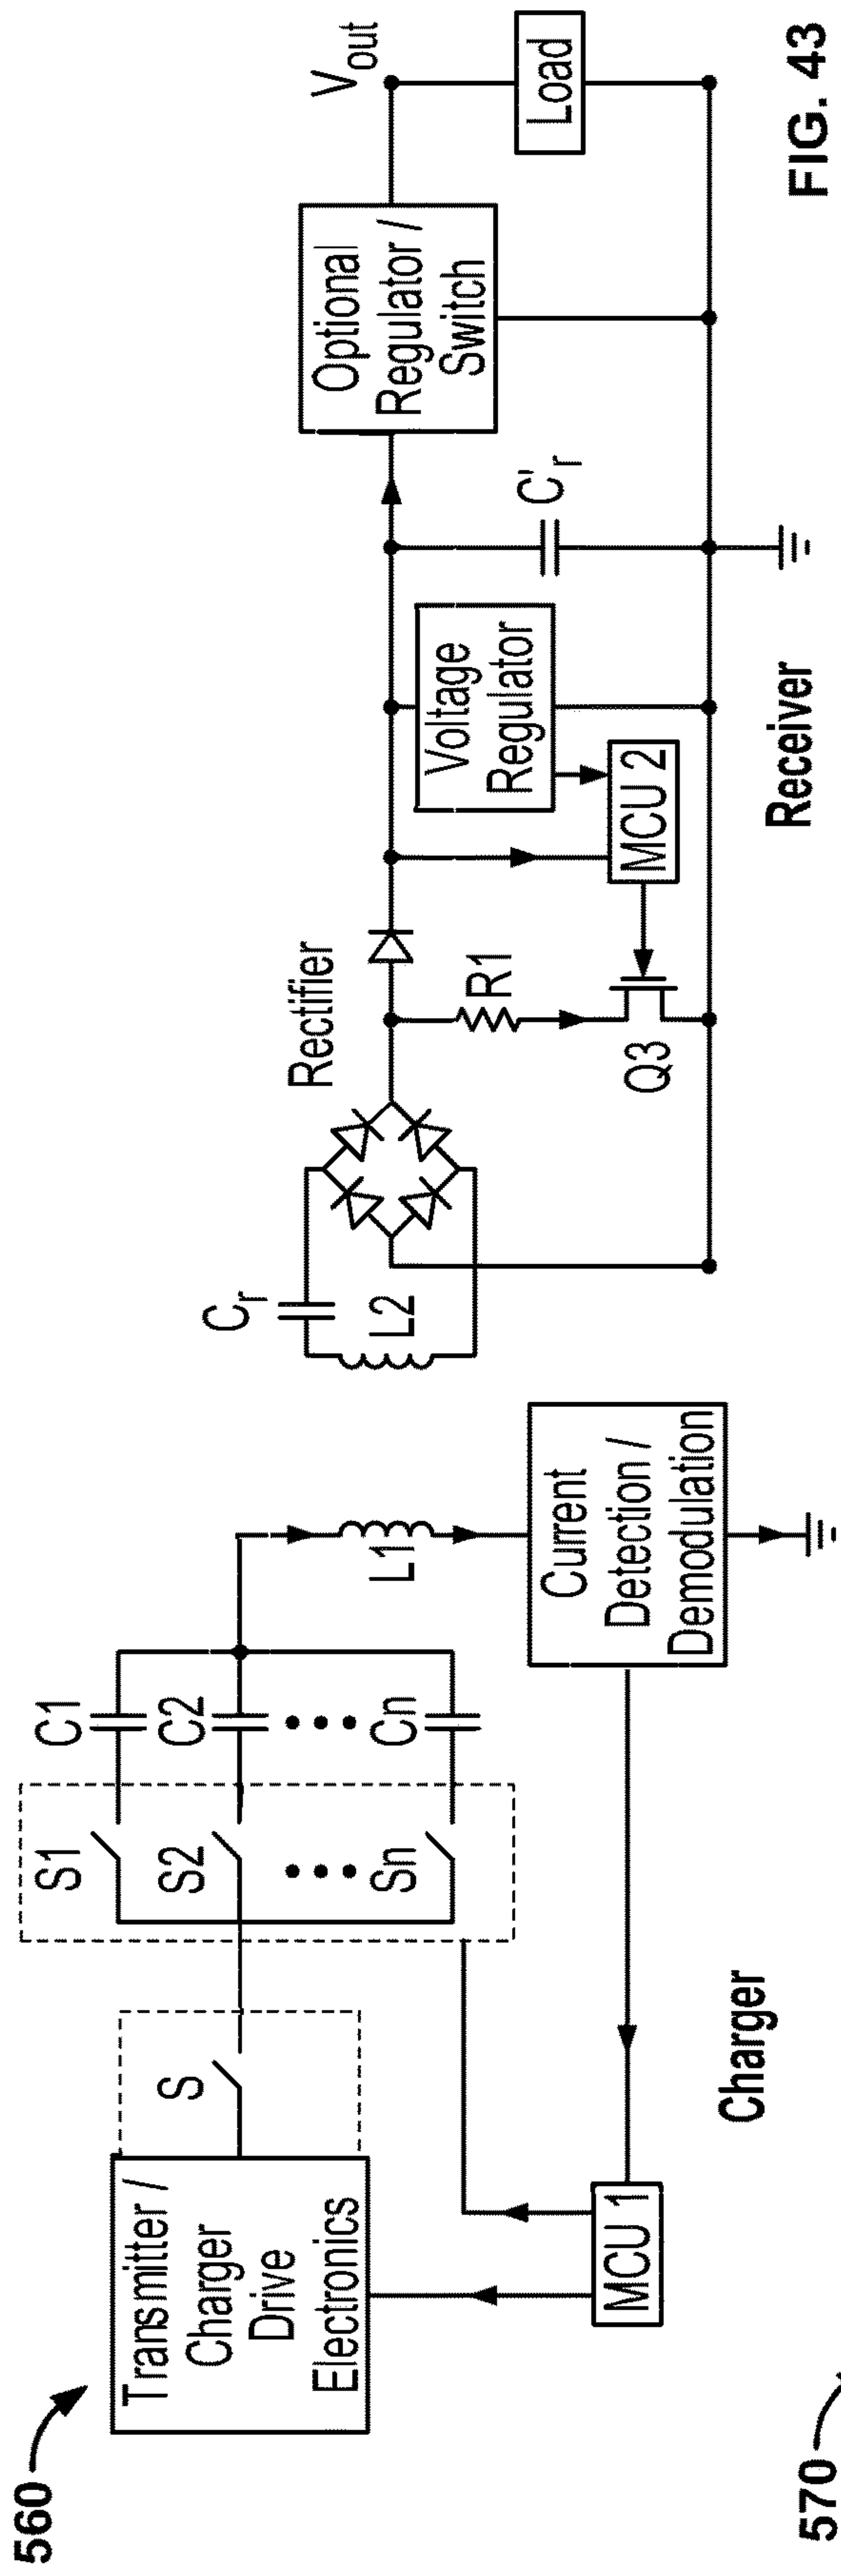 560
Transmitter /
Charger
Drive
Electronics
S
S1
S2
Sn
C1
C2
Cn
L1
Current
Detection /
Demodulation
MCU 1
Charger
Cr
L2
Rectifier
R1
Q3
MCU 2
Voltage
Regulator
C'r
Optional
Regulator /
Switch
Vout
Load
Receiver
FIG. 43
570